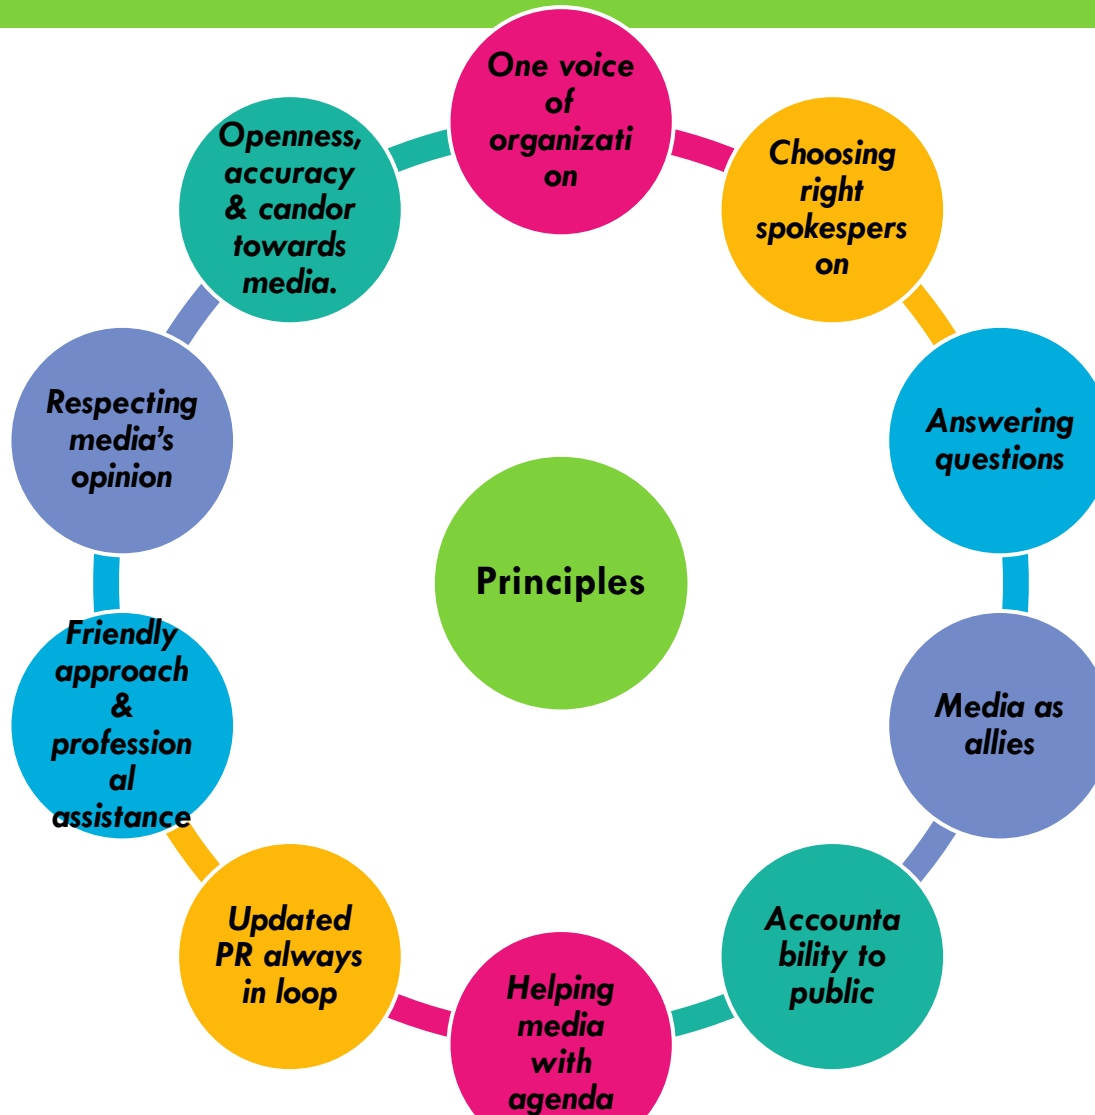 One voice
of
organizati
on
Choosing
right
spokespers
on
Answering
questions
Media as
allies
Accounta
bility to
public
Helping
media
with
agenda
Updated
PR always
in loop
Friendly
approach
&
profession
al
assistance
Respecting
media’s
opinion
Openness,
accuracy
& candor
towards
media.
Principles